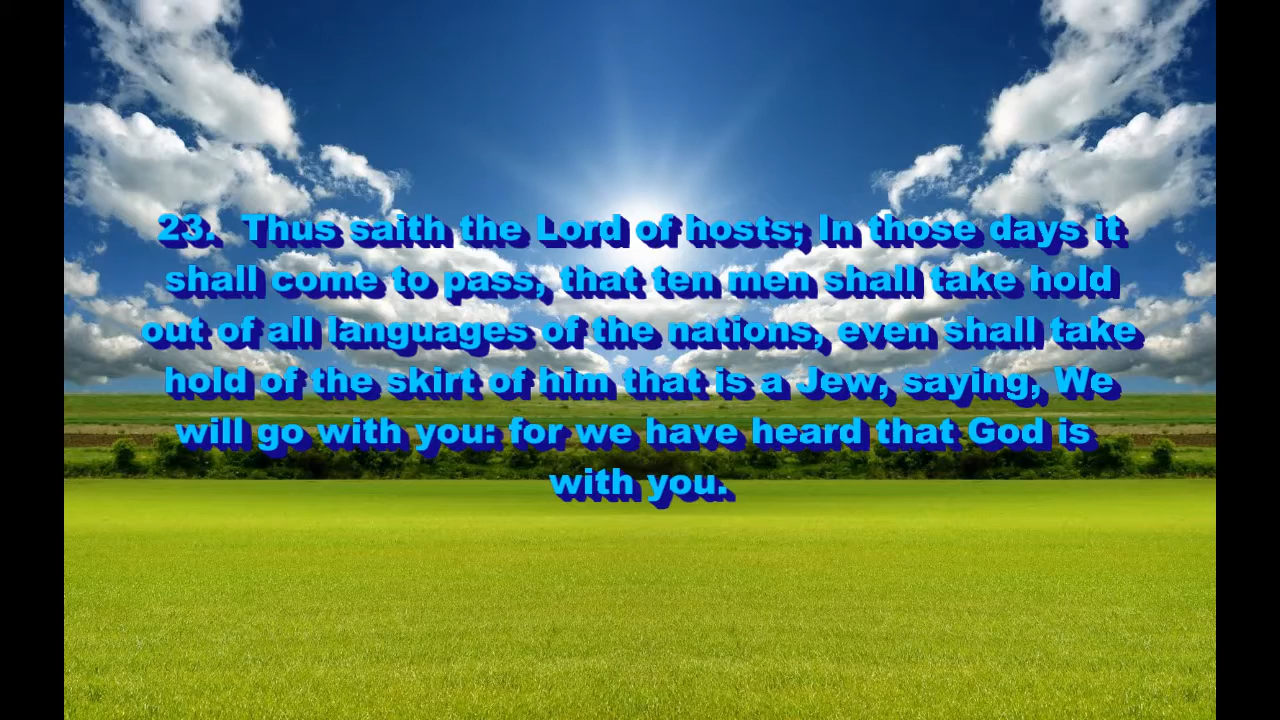 23.  Thus saith the Lord of hosts; In those days it
shall come to pass, that ten men shall take hold
out of all languages of the nations, even shall take
hold of the skirt of him that is a Jew, saying, We
will go with you: for we have heard that God is
with you.